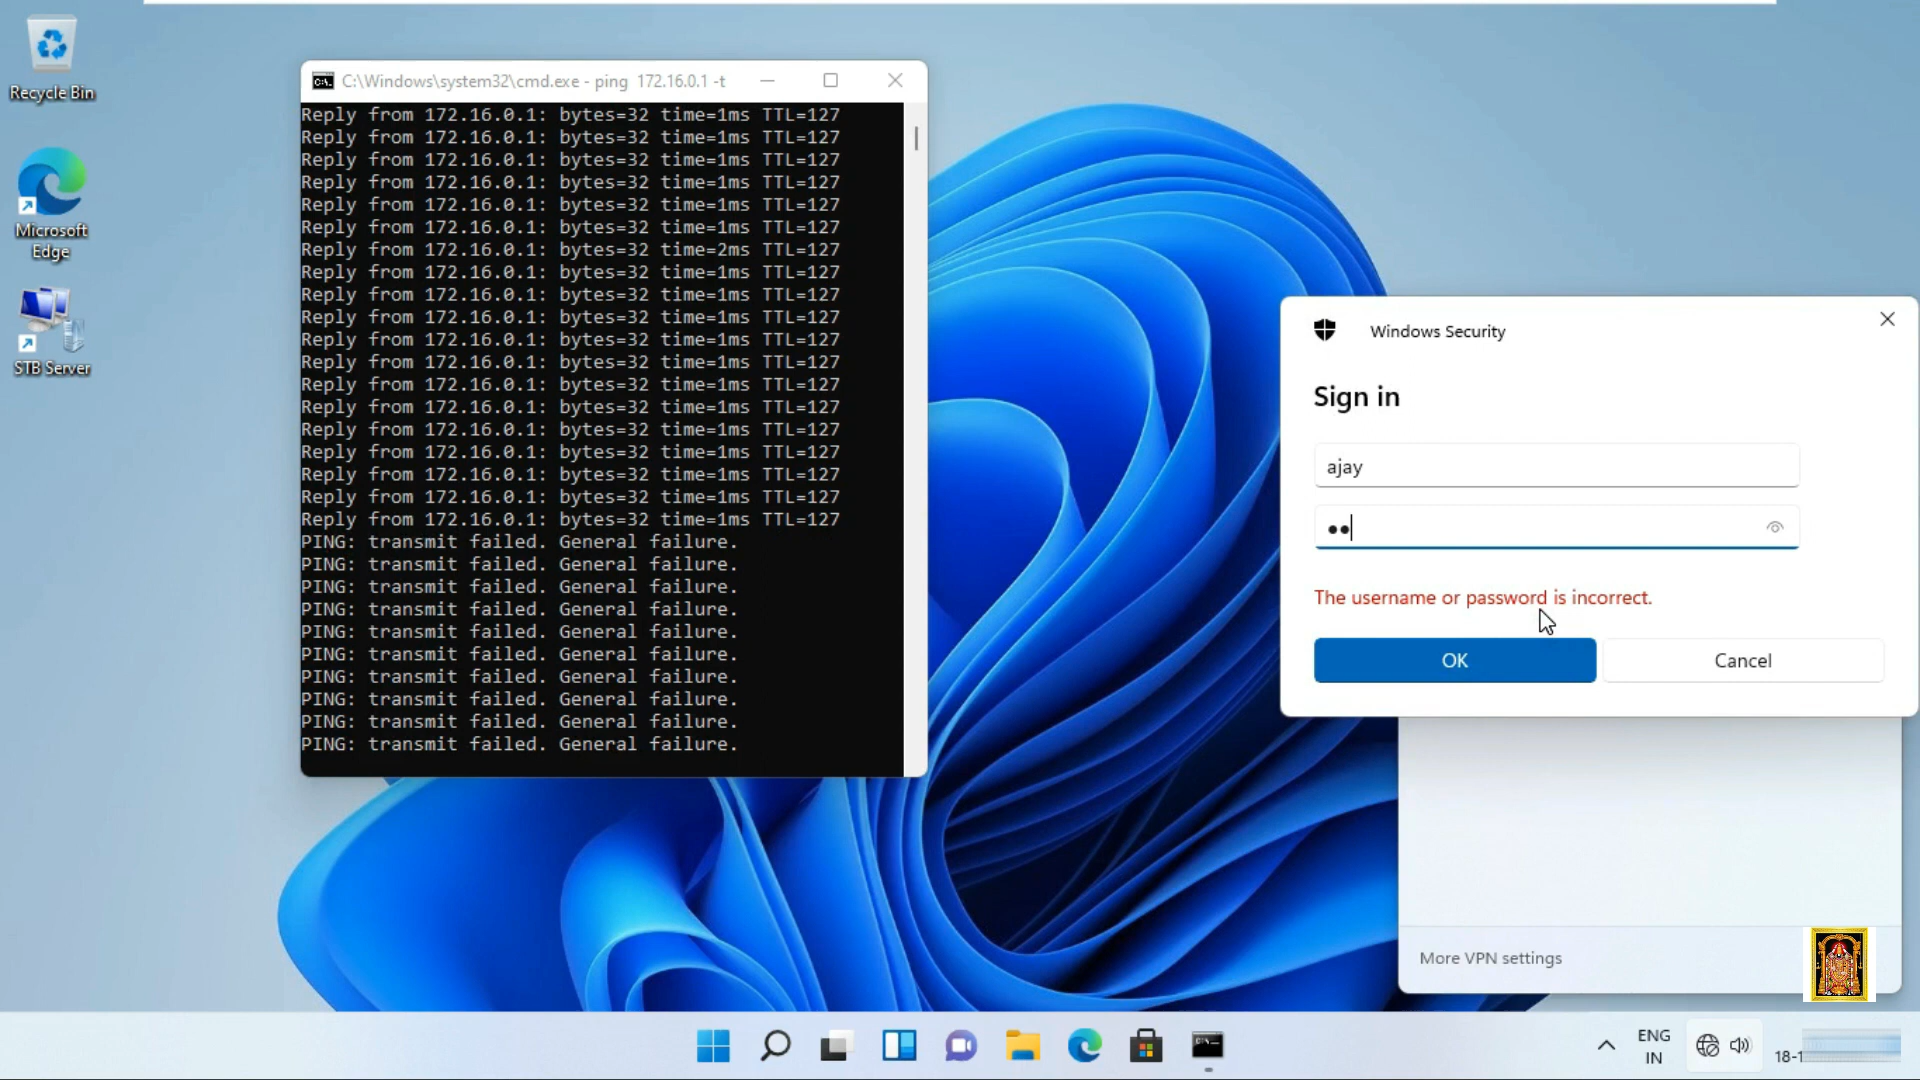 Recycle Bin
Microsoft
Edge
STB Server
C:\Windows\system32\cmd.exe - ping  172.16.0.1 -t
Reply from 172.16.0.1: bytes=32 time=1ms TTL=127
Reply from 172.16.0.1: bytes=32 time=1ms TTL=127
Reply from 172.16.0.1: bytes=32 time=1ms TTL=127
Reply from 172.16.0.1: bytes=32 time=1ms TTL=127
Reply from 172.16.0.1: bytes=32 time=1ms TTL=127
Reply from 172.16.0.1: bytes=32 time=1ms TTL=127
Reply from 172.16.0.1: bytes=32 time=2ms TTL=127
Reply from 172.16.0.1: bytes=32 time=1ms TTL=127
Reply from 172.16.0.1: bytes=32 time=1ms TTL=127
Reply from 172.16.0.1: bytes=32 time=1ms TTL=127
Reply from 172.16.0.1: bytes=32 time=1ms TTL=127
Reply from 172.16.0.1: bytes=32 time=1ms TTL=127
Reply from 172.16.0.1: bytes=32 time=1ms TTL=127
Reply from 172.16.0.1: bytes=32 time=1ms TTL=127
Reply from 172.16.0.1: bytes=32 time=1ms TTL=127
Reply from 172.16.0.1: bytes=32 time=1ms TTL=127
Reply from 172.16.0.1: bytes=32 time=1ms TTL=127
Reply from 172.16.0.1: bytes=32 time=1ms TTL=127
Reply from 172.16.0.1: bytes=32 time=1ms TTL=127
PING: transmit failed. General failure.
PING: transmit failed. General failure.
PING: transmit failed. General failure.
PING: transmit failed. General failure.
PING: transmit failed. General failure.
PING: transmit failed. General failure.
PING: transmit failed. General failure.
PING: transmit failed. General failure.
PING: transmit failed. General failure.
PING: transmit failed. General failure.
Windows Security
Sign in
ajay
The username or password is incorrect.
OK
Cancel
More VPN settings
ENG
IN
18-1